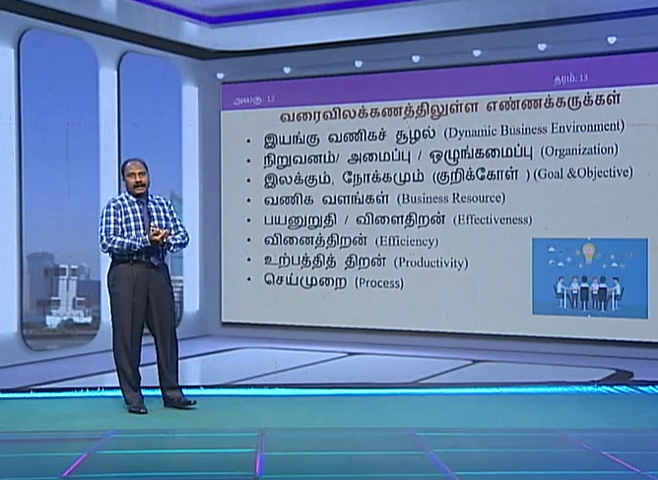 அலகு: 12
தரம்: 13
வரைவிலக்கணத்திலுள்ள எண்ணக்கருக்கள்
• இயங்கு வணிகச் சூழல் (Dynamic Business Environment)
• நிறுவனம்/ அமைப்பு / ஒழுங்கமைப்பு (Organization)
• இலக்கும், நோக்கமும் (குறிக்கோள் ) (Goal &Objective)
• வணிக வளங்கள் (Business Resource)
• பயனுறுதி / விளைதிறன் (Effectiveness)
• வினைத்திறன் (Efficiency)
• உற்பத்தித் திறன் (Productivity)
• செய்முறை (Process)